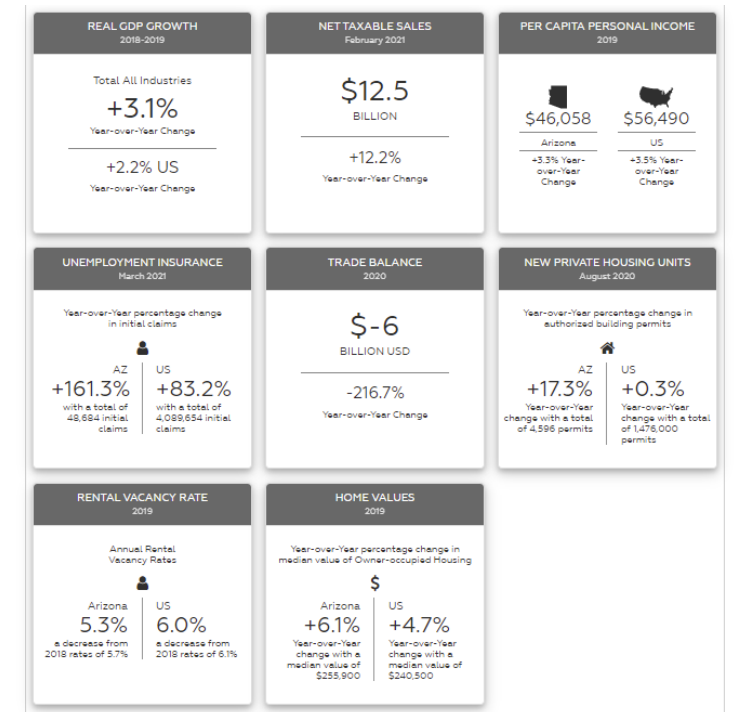 REAL GDP GROWTH
2018-2019
Total All Industries
+3.1%
Year-over-Year Change
+2.2% US
Year-over-Year Change
NET TAXABLE SALES
February 2021
$12.5
BILLION
+12.2%
Year-over-Year Change
PER CAPITA PERSONAL INCOME
2019
$46,058
Arizona
+3.3% Year-
over-Year
Change
$56,490
US
+3.5% Year-
over-Year
Change
UNEMPLOYMENT INSURANCE
March 2021
Year-over-Year percentage change
in initial claims
AZ
+161.3%
with a total of
48,684 initial
claims
US
+83.2%
with a total of
4,089,654 initial
claims
TRADE BALANCE
2020
$-6
BILLION USD
-216.7%
Year-over-Year Change
NEW PRIVATE HOUSING UNITS
August 2020
Year-over-Year percentage change in
authorized building permits
AZ
+17.3%
Year-over-Year
change with a total
of 4,596 permits
US
+0.3%
Year-over-Year
change with a total
of 1,476,000
permits
RENTAL VACANCY RATE
2019
Annual Rental
Vacancy Rates
Arizona
5.3%
a decrease from
2018 rates of 5.7%
US
6.0%
a decrease from
2018 rates of 6.1%
HOME VALUES
2019
Year-over-Year percentage change in
median value of Owner-occupied Housing
$
Arizona
+6.1%
Year-over-Year
change with a
median value of
$255,900
US
+4.7%
Year-over-Year
change with a
median value of
$240,500